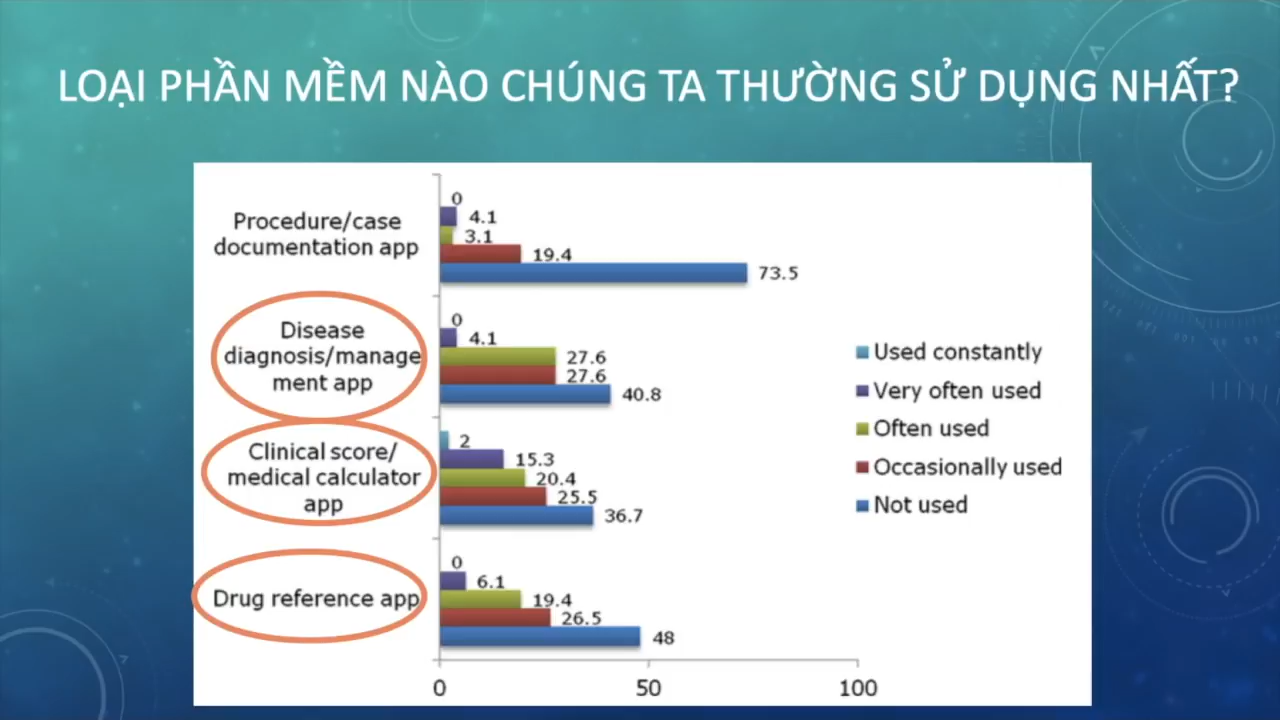 LOẠI PHẦN MỀM NÀO CHÚNG TA THƯỜNG SỬ DỤNG NHẤT?
Procedure/case
documentation app
0
4.1
3.1
19.4
73.5
Disease
diagnosis/manage
ment app
0
4.1
27.6
27.6
40.8
Clinical score/
medical calculator
app
2
15.3
20.4
25.5
36.7
Drug reference app
0
6.1
19.4
26.5
48
0
50
100
Used constantly
Very often used
Often used
Occasionally used
Not used